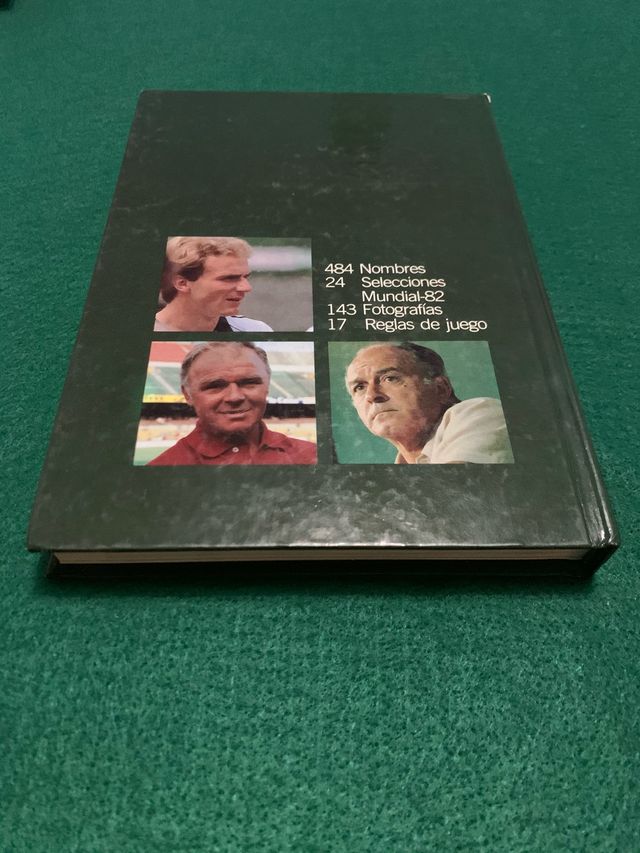 484 Nombres
24 Selecciones
Mundial-82
143 Fotografías
17 Reglas de juego